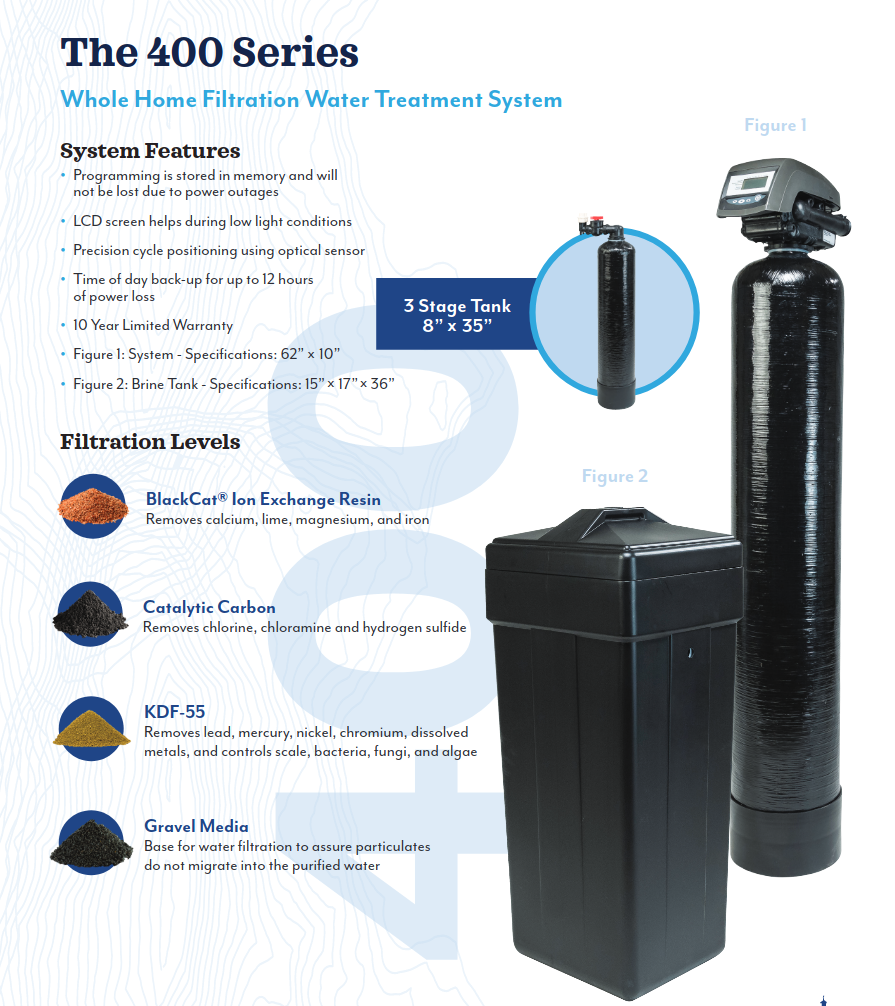 The 400 Series
Whole Home Filtration Water Treatment System
System Features
• Programming is stored in memory and will
not be lost due to power outages
• LCD screen helps during low light conditions
• Precision cycle positioning using optical sensor
• Time of day back-up for up to 12 hours
of power loss
• 10 Year Limited Warranty
• Figure 1: System - Specifications: 62” x 10”
• Figure 2: Brine Tank - Specifications: 15” x 17” x 36”
3 Stage Tank
8” x 35”
Figure 1
Figure 2
Filtration Levels
BlackCat® Ion Exchange Resin
Removes calcium, lime, magnesium, and iron
Catalytic Carbon
Removes chlorine, chloramine and hydrogen sulfide
KDF-55
Removes lead, mercury, nickel, chromium, dissolved
metals, and controls scale, bacteria, fungi, and algae
Gravel Media
Base for water filtration to assure particulates
do not migrate into the purified water
400